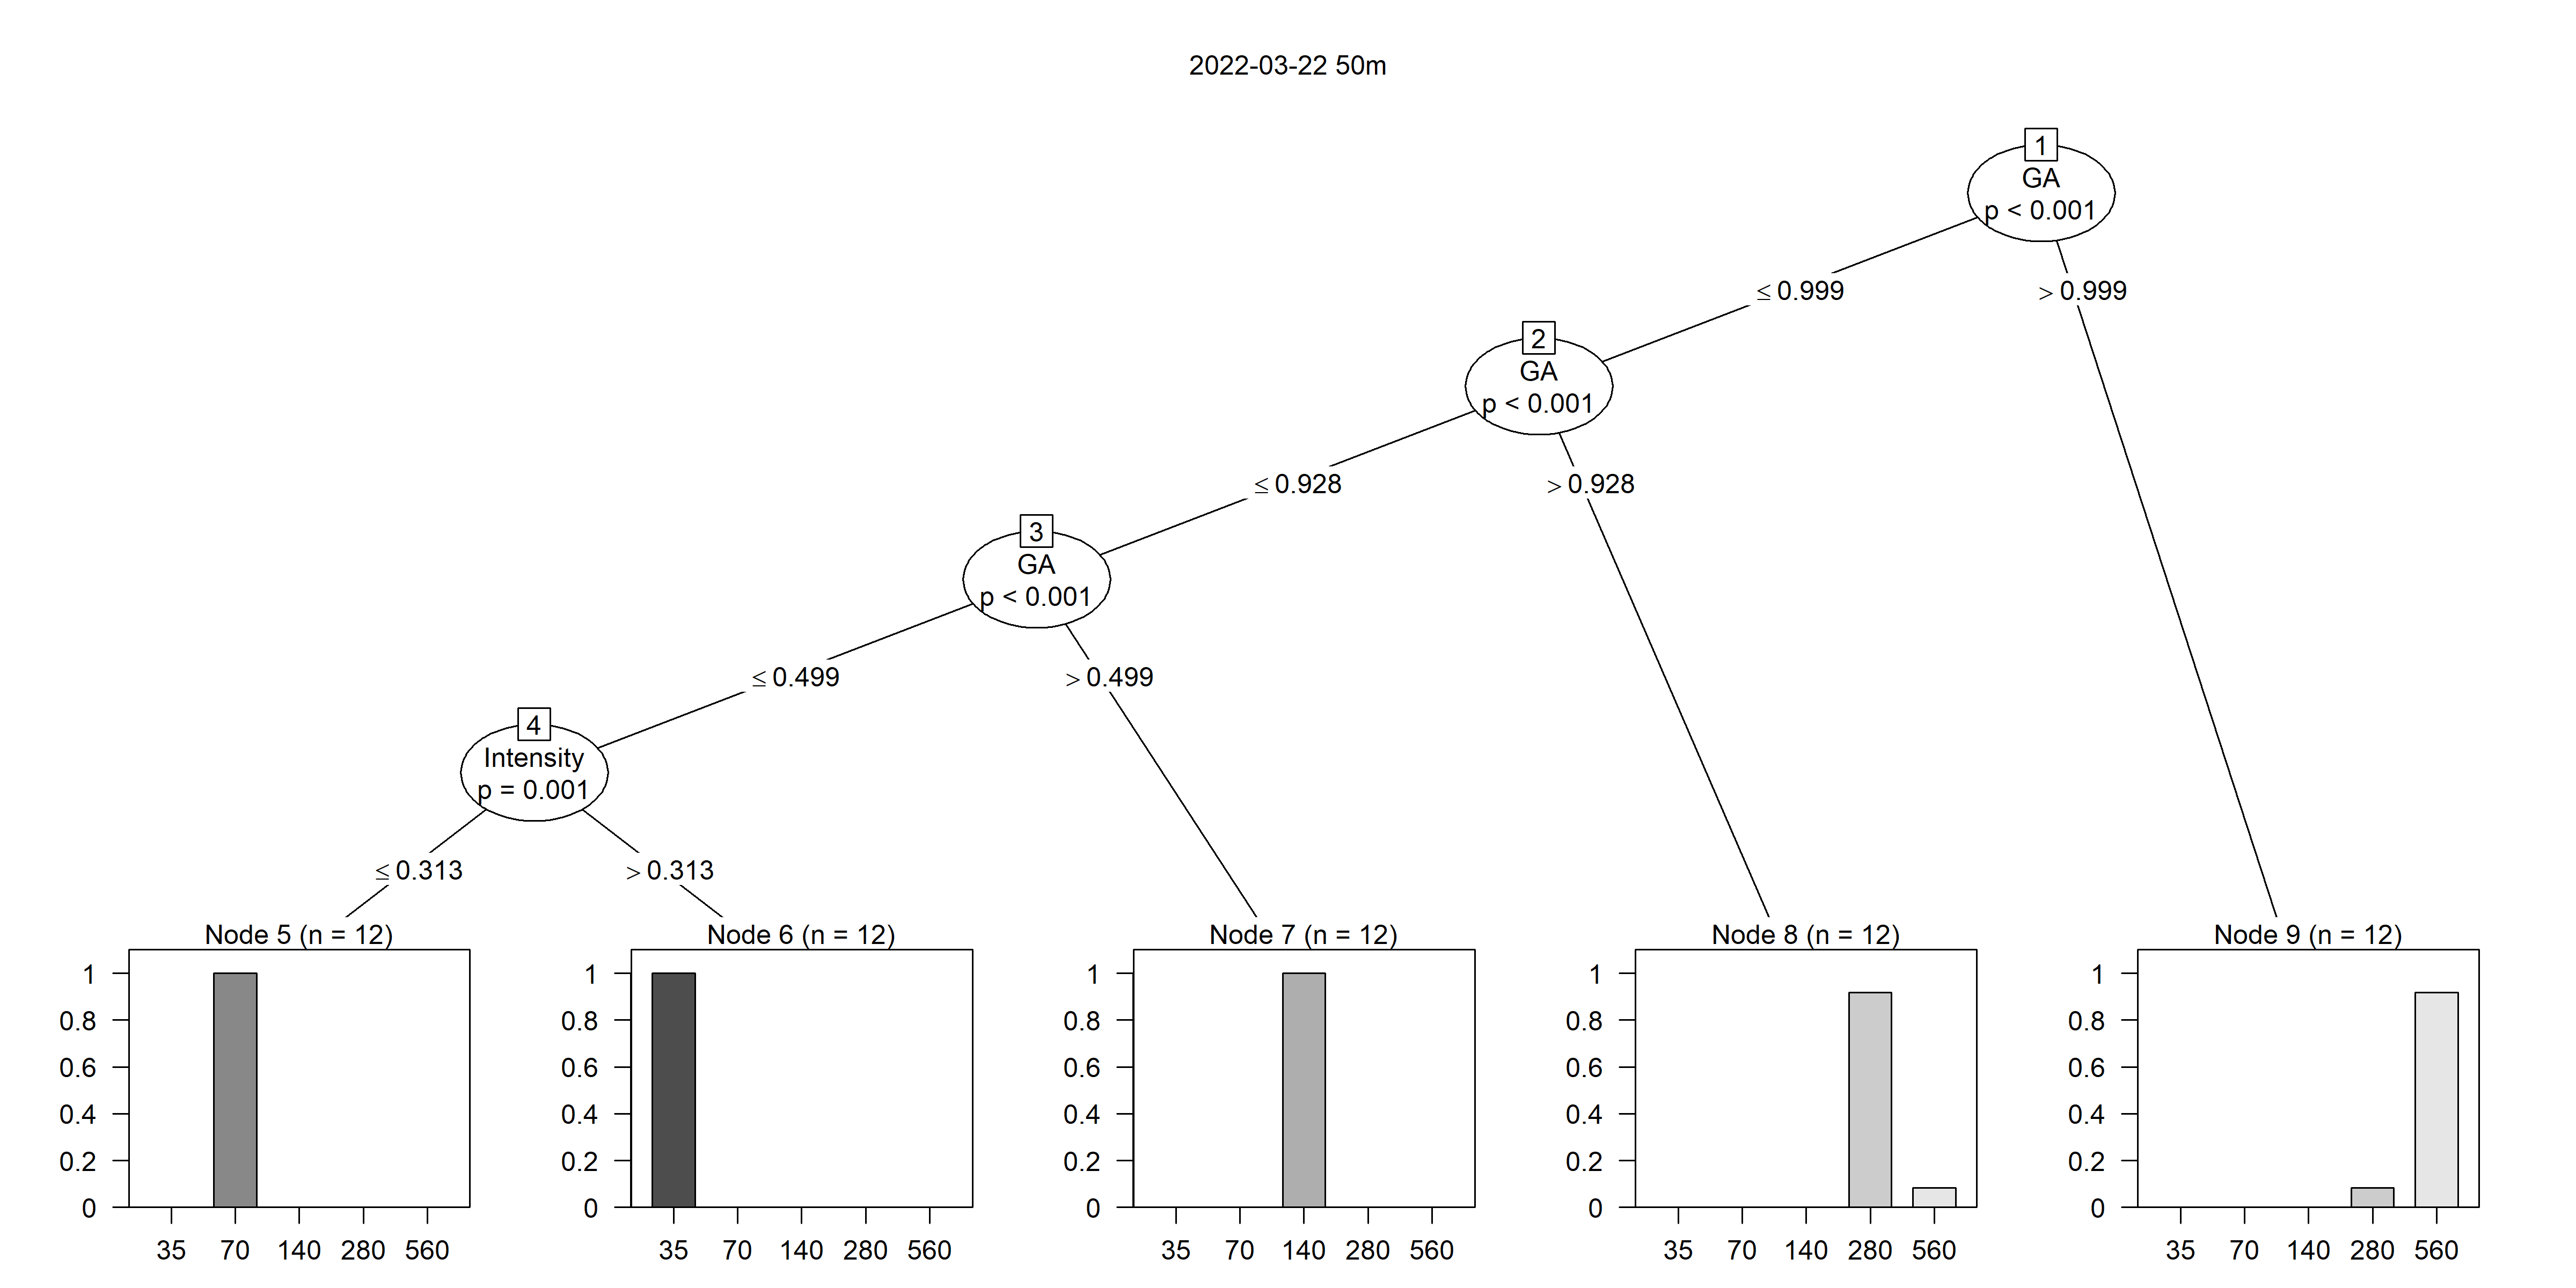 2022-03-22 50m
1
GA
p < 0.001
≤ 0.999
> 0.999
2
GA
p < 0.001
≤ 0.928
> 0.928
3
GA
p < 0.001
≤ 0.499
> 0.499
4
Intensity
p = 0.001
≤ 0.313
> 0.313
Node 5 (n = 12)
1
0.8
0.6
0.4
0.2
0
35 70 140 280 560
Node 6 (n = 12)
1
0.8
0.6
0.4
0.2
0
35 70 140 280 560
Node 7 (n = 12)
1
0.8
0.6
0.4
0.2
0
35 70 140 280 560
Node 8 (n = 12)
1
0.8
0.6
0.4
0.2
0
35 70 140 280 560
Node 9 (n = 12)
1
0.8
0.6
0.4
0.2
0
35 70 140 280 560